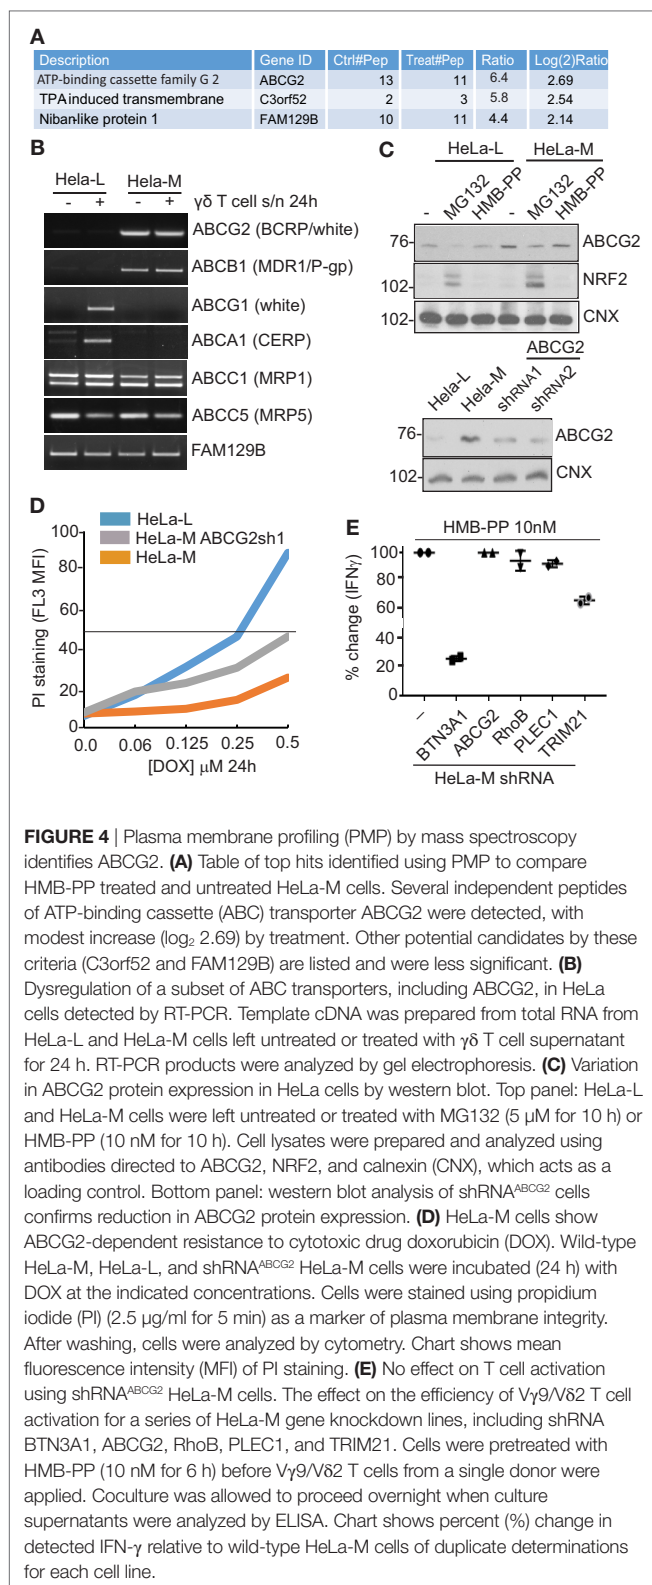 A
Description Gene ID Ctrl#Pep Treat#Pep Ratio Log(2)Ratio
ATP-binding cassette family G 2 ABCG2 13 11 6.4 2.69
TPA induced transmembrane C3orf52 2 3 5.8 2.54
Niban-like protein 1 FAM129B 10 11 4.4 2.14
B
Hela-L Hela-M
- + - + γδ T cell s/n 24h
ABCG2 (BCRP/white)
ABCB1 (MDR1/P-gp)
ABCG1 (white)
ABCA1 (CERP)
ABCC1 (MRP1)
ABCC5 (MRP5)
FAM129B
C
HeLa-L HeLa-M
- MG132 HMB-PP - MG132 HMB-PP
76- ABCG2
102- NRF2
102- CNX
ABCG2
Hela-L Hela-M shRNA1 shRNA2
76- ABCG2
102- CNX
D
HeLa-L
HeLa-M ABCG2sh1
HeLa-M
PI staining (FL3 MFI)
100
80
60
40
20
0
0.0 0.06 0.125 0.25 0.5
[DOX] μM 24h
E
HMB-PP 10nM
% change (IFNγ)
100
80
60
40
20
0
– BTN3A1 ABCG2 RhoB PLEC1 TRIM21
HeLa-M shRNA
FIGURE 4 | Plasma membrane profiling (PMP) by mass spectroscopy
identifies ABCG2. (A) Table of top hits identified using PMP to compare
HMB-PP treated and untreated HeLa-M cells. Several independent peptides
of ATP-binding cassette (ABC) transporter ABCG2 were detected, with
modest increase (log₂ 2.69) by treatment. Other potential candidates by these
criteria (C3orf52 and FAM129B) are listed and were less significant. (B)
Dysregulation of a subset of ABC transporters, including ABCG2, in HeLa
cells detected by RT-PCR. Template cDNA was prepared from total RNA from
HeLa-L and HeLa-M cells left untreated or treated with γδ T cell supernatant
for 24 h. RT-PCR products were analyzed by gel electrophoresis. (C) Variation
in ABCG2 protein expression in HeLa cells by western blot. Top panel: HeLa-L
and HeLa-M cells were left untreated or treated with MG132 (5 μM for 10 h) or
HMB-PP (10 nM for 10 h). Cell lysates were prepared and analyzed using
antibodies directed to ABCG2, NRF2, and calnexin (CNX), which acts as a
loading control. Bottom panel: western blot analysis of shRNA^ABCG2 cells
confirms reduction in ABCG2 protein expression. (D) HeLa-M cells show
ABCG2-dependent resistance to cytotoxic drug doxorubicin (DOX). Wild-type
HeLa-M, HeLa-L, and shRNA^ABCG2 HeLa-M cells were incubated (24 h) with
DOX at the indicated concentrations. Cells were stained using propidium
iodide (PI) (2.5 μg/ml for 5 min) as a marker of plasma membrane integrity.
After washing, cells were analyzed by cytometry. Chart shows mean
fluorescence intensity (MFI) of PI staining. (E) No effect on T cell activation
using shRNA^ABCG2 HeLa-M cells. The effect on the efficiency of Vγ9/Vδ2 T cell
activation for a series of HeLa-M gene knockdown lines, including shRNA
BTN3A1, ABCG2, RhoB, PLEC1, and TRIM21. Cells were pretreated with
HMB-PP (10 nM for 6 h) before Vγ9/Vδ2 T cells from a single donor were
applied. Coculture was allowed to proceed overnight when culture
supernatants were analyzed by ELISA. Chart shows percent (%) change in
detected IFN-γ relative to wild-type HeLa-M cells of duplicate determinations
for each cell line.